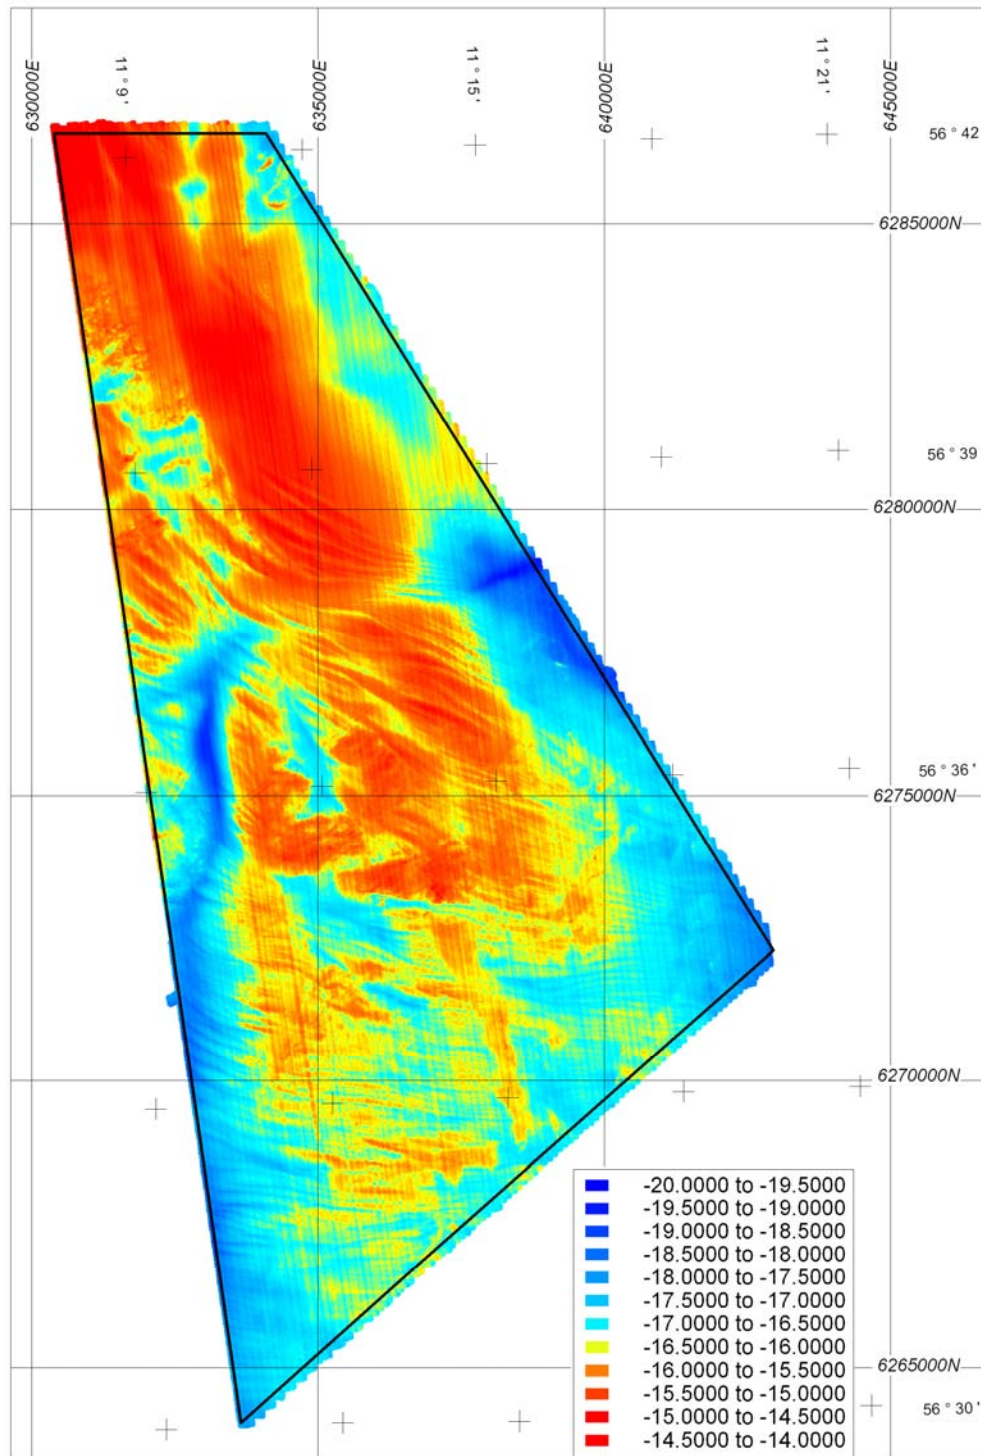 630000E
11 ° 9 '
635000E
11 ° 15 '
640000E
11 ° 21 '
645000E
56 ° 42
6285000N
56 ° 39
6280000N
56 ° 36 '
6275000N
6270000N
-20.0000 to -19.5000
-19.5000 to -19.0000
-19.0000 to -18.5000
-18.5000 to -18.0000
-18.0000 to -17.5000
-17.5000 to -17.0000
-17.0000 to -16.5000
-16.5000 to -16.0000
-16.0000 to -15.5000
-15.5000 to -15.0000
-15.0000 to -14.5000
-14.5000 to -14.0000
6265000N
56 ° 30 '